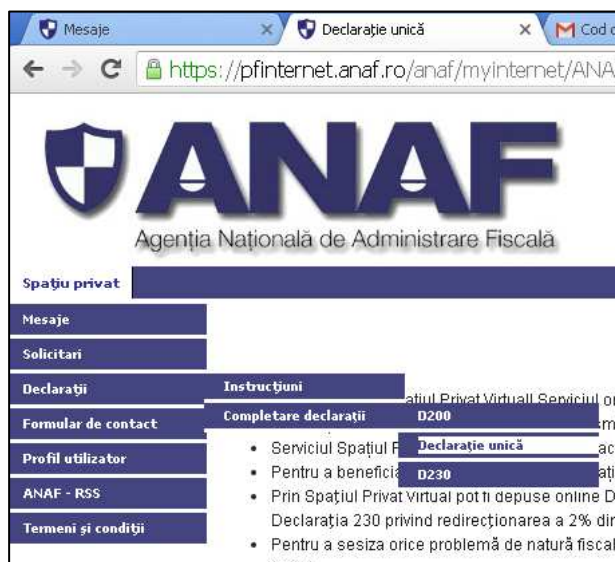 Mesaje
Declarație unică
Cod
https://pfinternet.anaf.ro/anaf/myinternet/ANA
ANAF
Agenția Națională de Administrare Fiscală
Spațiu privat
Mesaje
Solicitari
Declarații
Instrucțiuni
Privat Virtual! Serviciul
Formular de contact
Completare declarații
D200
Serviciul Spațiul
Declarație unică
Profil utilizator
Pentru a beneficia
D230
ANAF - RSS
Prin Spațiul Privat Virtual pot fi depuse online D
Termeni și condiții
Declarația 230 privind redirecționarea a 2% din
Pentru a sesiza orice problemă de natură fiscal